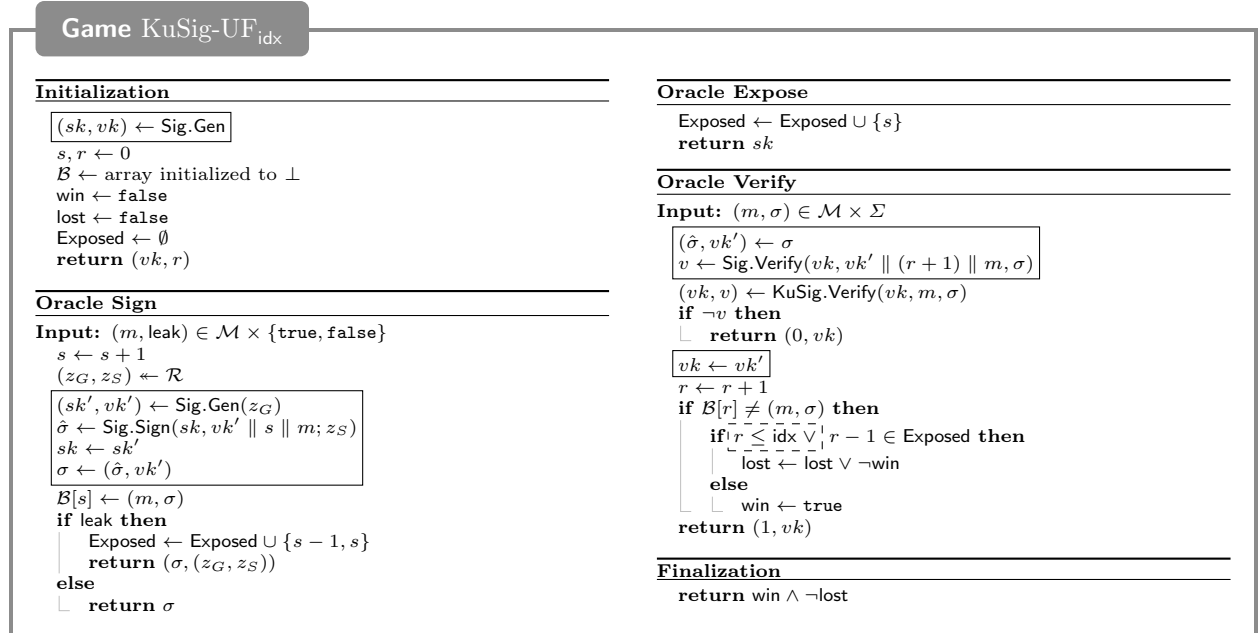 Game KuSig-UF_idx
Initialization
(sk, vk) ← Sig.Gen
s, r ← 0
𝓑 ← array initialized to ⊥
win ← false
lost ← false
Exposed ← ∅
return (vk, r)
Oracle Sign
Input: (m, leak) ∈ 𝓜 × {true, false}
s ← s + 1
(z_G, z_S) ↞ 𝓡
(sk′, vk′) ← Sig.Gen(z_G)
σ̂ ← Sig.Sign(sk, vk′ ∥ s ∥ m; z_S)
sk ← sk′
σ ← (σ̂, vk′)
𝓑[s] ← (m, σ)
if leak then
Exposed ← Exposed ∪ {s − 1, s}
return (σ, (z_G, z_S))
else
return σ
Oracle Expose
Exposed ← Exposed ∪ {s}
return sk
Oracle Verify
Input: (m, σ) ∈ 𝓜 × Σ
(σ̂, vk′) ← σ
v ← Sig.Verify(vk, vk′ ∥ (r + 1) ∥ m, σ)
(vk, v) ← KuSig.Verify(vk, m, σ)
if ¬v then
return (0, vk)
vk ← vk′
r ← r + 1
if 𝓑[r] ≠ (m, σ) then
if r ≤ idx ∨ r − 1 ∈ Exposed then
lost ← lost ∨ ¬win
else
win ← true
return (1, vk)
Finalization
return win ∧ ¬lost